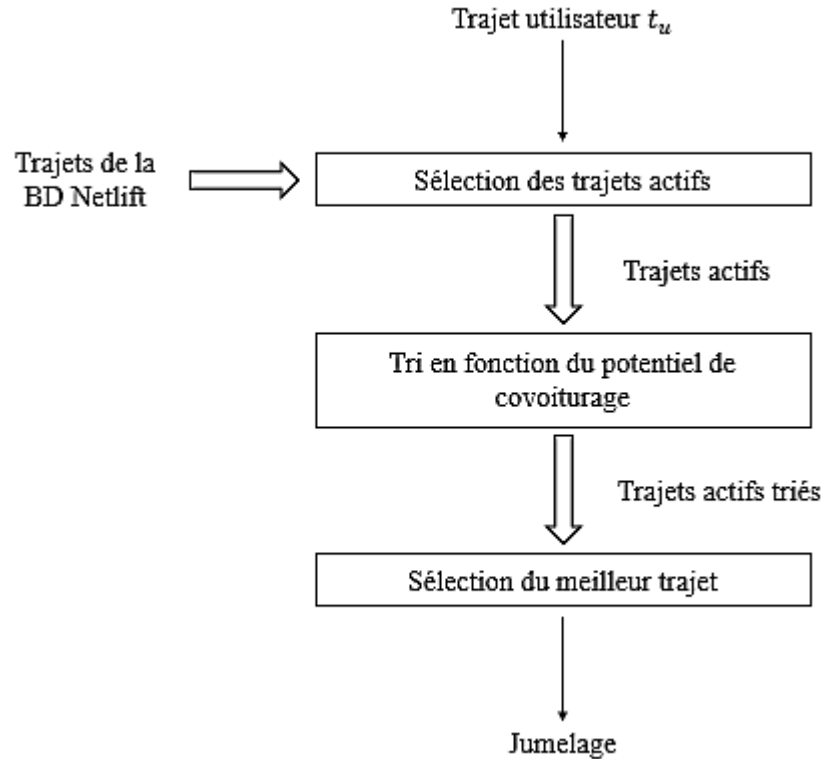 Trajet utilisateur t_u
Trajets de la
BD Netlift
Sélection des trajets actifs
Trajets actifs
Tri en fonction du potentiel de
covoiturage
Trajets actifs triés
Sélection du meilleur trajet
Jumelage